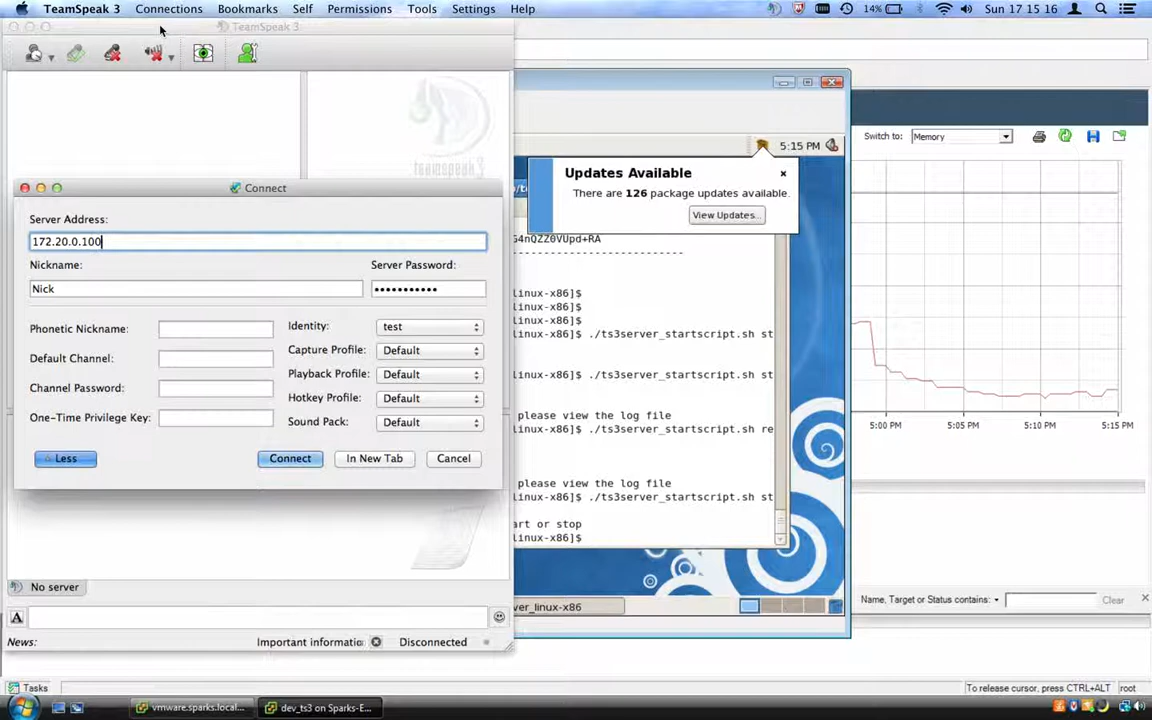 TeamSpeak 3 Connections Bookmarks Self Permissions Tools Settings Help 14% Sun 17 15 16
TeamSpeak 3
teamspeak 3
Switch to: Memory
5:15 PM
Updates Available
There are 126 package updates available.
View Updates...
Connect
Server Address:
172.20.0.100
Nickname: Server Password:
Nick •••••••••••
Phonetic Nickname:
Default Channel:
Channel Password:
One-Time Privilege Key:
Identity: test
Capture Profile: Default
Playback Profile: Default
Hotkey Profile: Default
Sound Pack: Default
Less Connect In New Tab Cancel
G4nQZZ0VUpd+RA
-------------------------
linux-x86]$
linux-x86]$
linux-x86]$
linux-x86]$ ./ts3server_startscript.sh st
linux-x86]$ ./ts3server_startscript.sh st
please view the log file
linux-x86]$ ./ts3server_startscript.sh re
please view the log file
linux-x86]$ ./ts3server_startscript.sh st
art or stop
linux-x86]$
ver_linux-x86
5:00 PM 5:05 PM 5:10 PM 5:15 PM
Name, Target or Status contains: Clear
No server
News: Important informatio Disconnected
Tasks To release cursor, press CTRL+ALT root
vmware.sparks.local... dev_ts3 on Sparks-E...